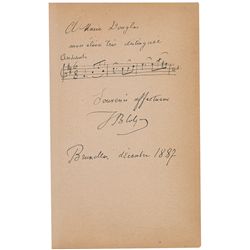 A Marie Douglas
mon élève très distinguée
Andante
Souvenir affectueux
Bruxelles, décembre 1887